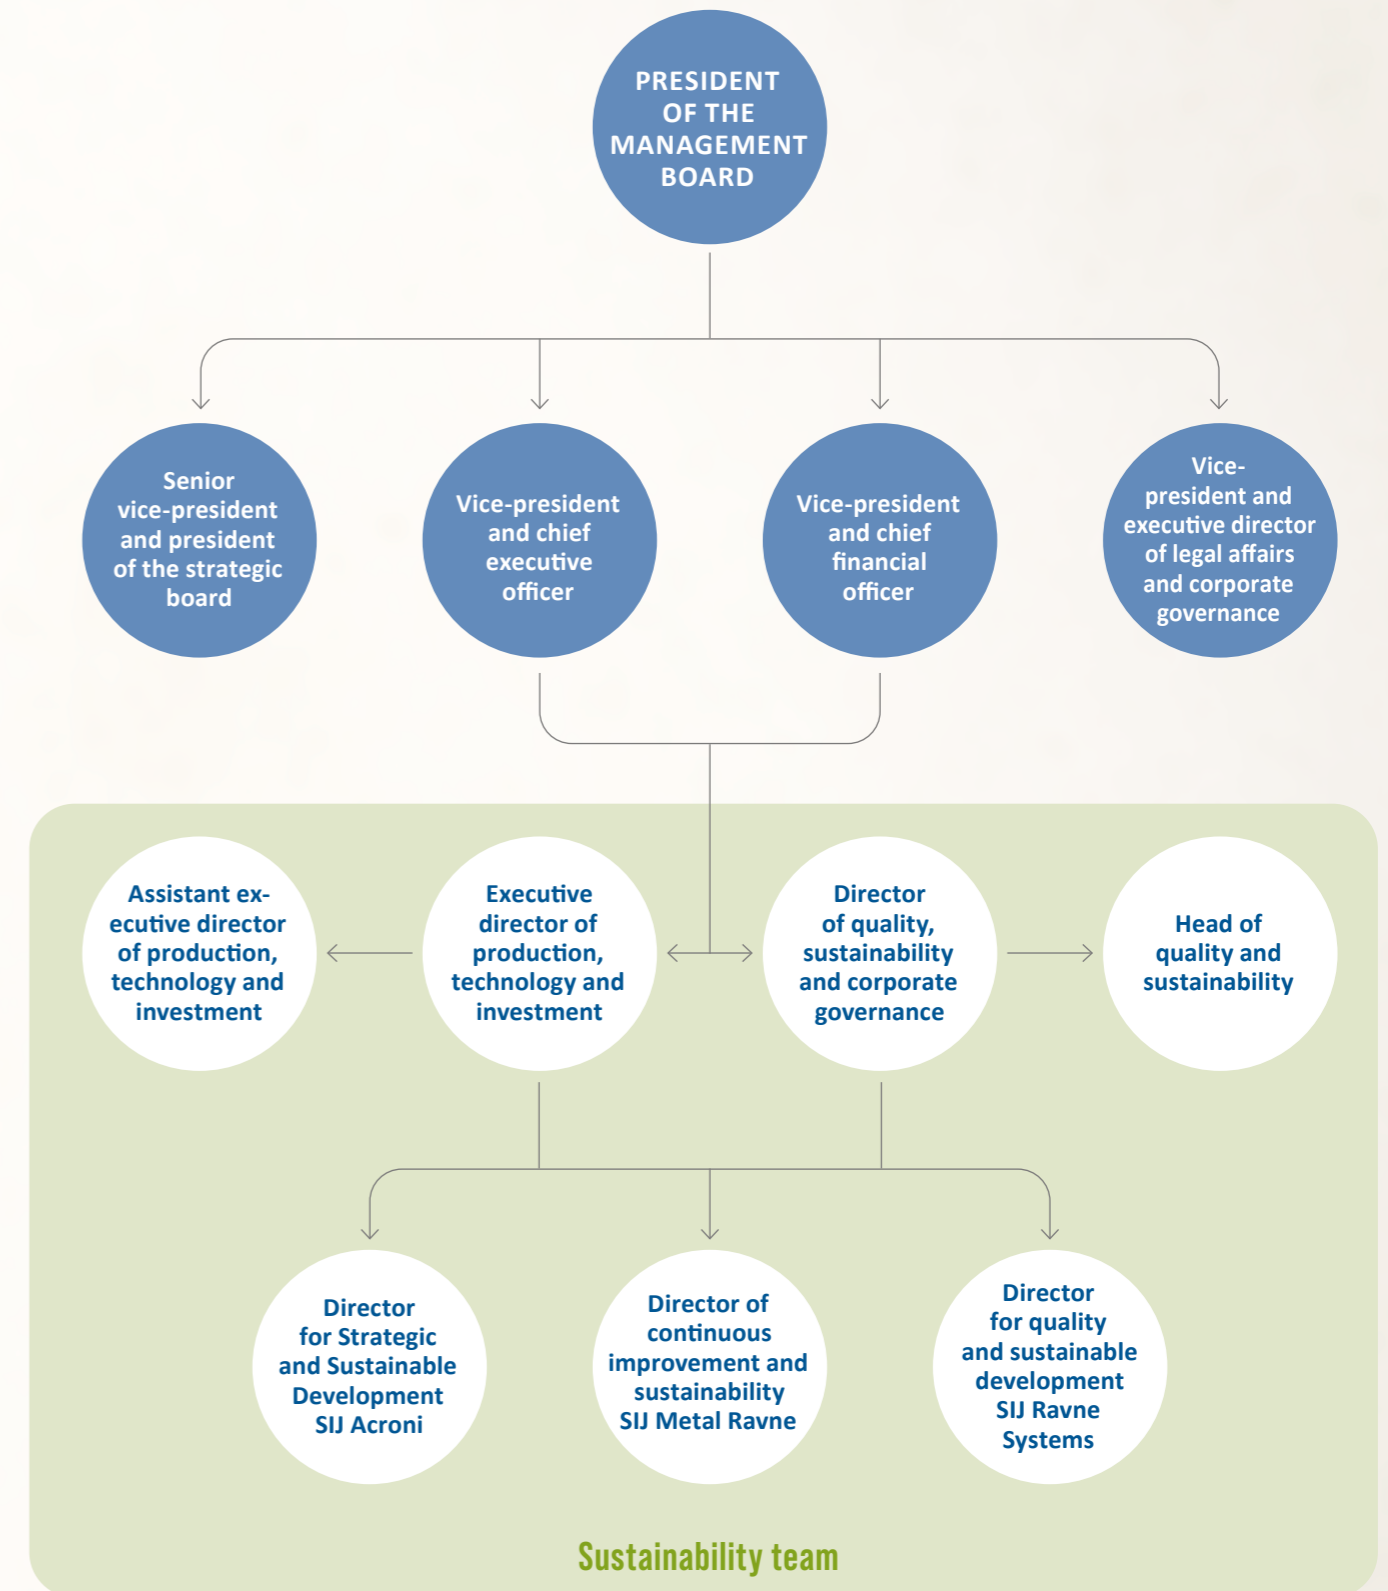 PRESIDENT
OF THE
MANAGEMENT
BOARD
Senior
vice-president
and president
of the strategic
board
Vice-president
and chief
executive
officer
Vice-president
and chief
financial
officer
Vice-
president and
executive director
of legal affairs
and corporate
governance
Assistant ex-
ecutive director
of production,
technology and
investment
Executive
director of
production,
technology and
investment
Director
of quality,
sustainability
and corporate
governance
Head of
quality and
sustainability
Director
for Strategic
and Sustainable
Development
SIJ Acroni
Director of
continuous
improvement and
sustainability
SIJ Metal Ravne
Director
for quality
and sustainable
development
SIJ Ravne
Systems
Sustainability team